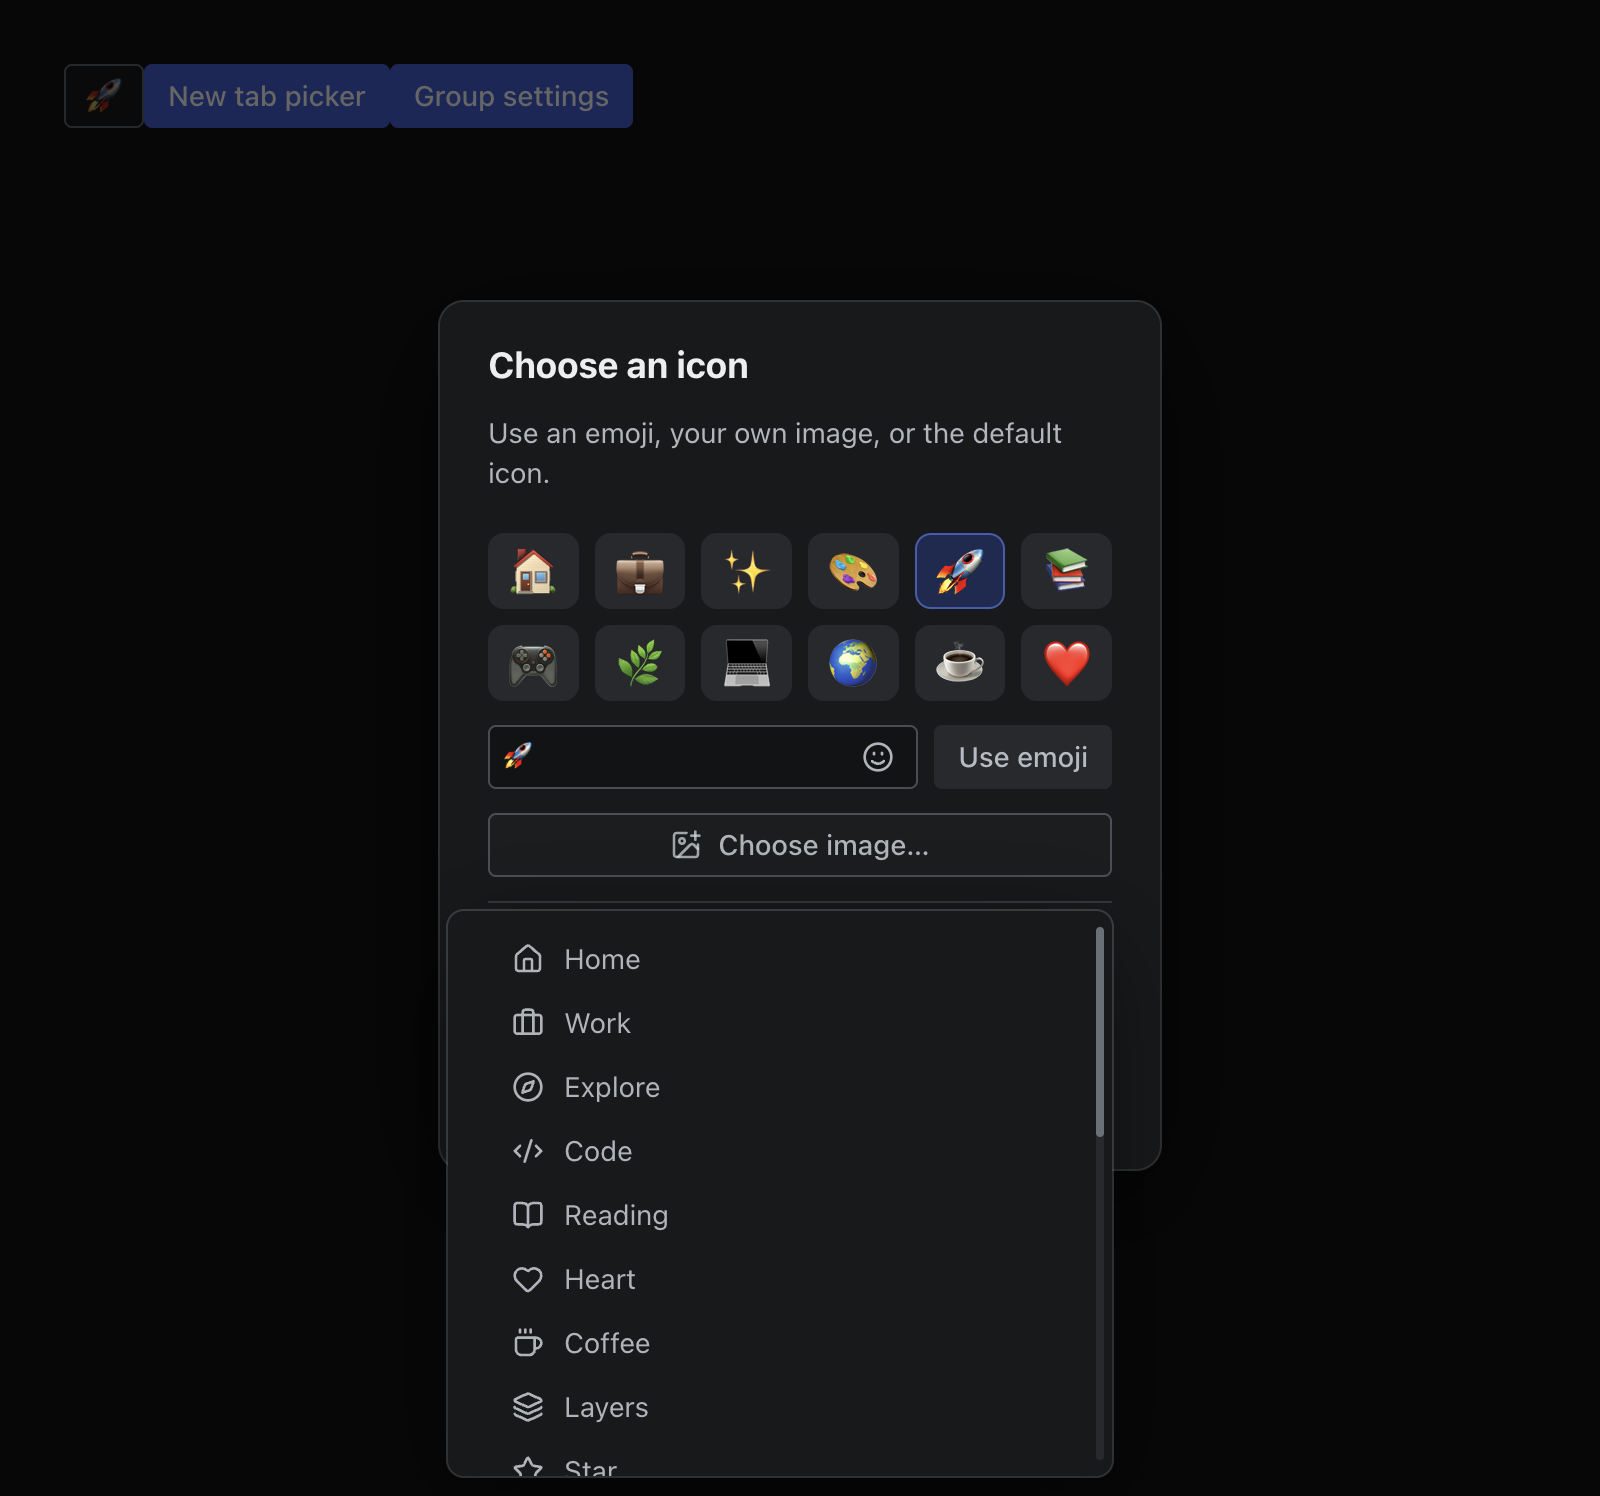 New tab picker
Group settings
Choose an icon
Use an emoji, your own image, or the default
icon.
Use emoji
Choose image...
Home
Work
Explore
Code
Reading
Heart
Coffee
Layers
Star